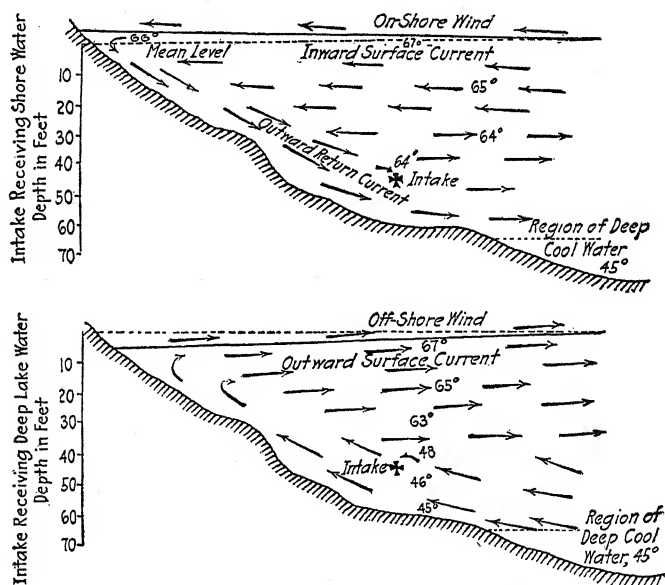 On-Shore Wind
66°
67°
Mean Level
Inward Surface Current
65°
64°
Outward Return Current
64°
Intake
Region of Deep
Cool Water
45°
Intake Receiving Shore Water
Depth in Feet
10
20
30
40
50
60
70
Off-Shore Wind
67°
Outward Surface Current
65°
63°
48
Intake
46°
45°
Region of
Deep Cool
Water, 45°
Intake Receiving Deep Lake Water
Depth in Feet
10
20
30
40
50
60
70